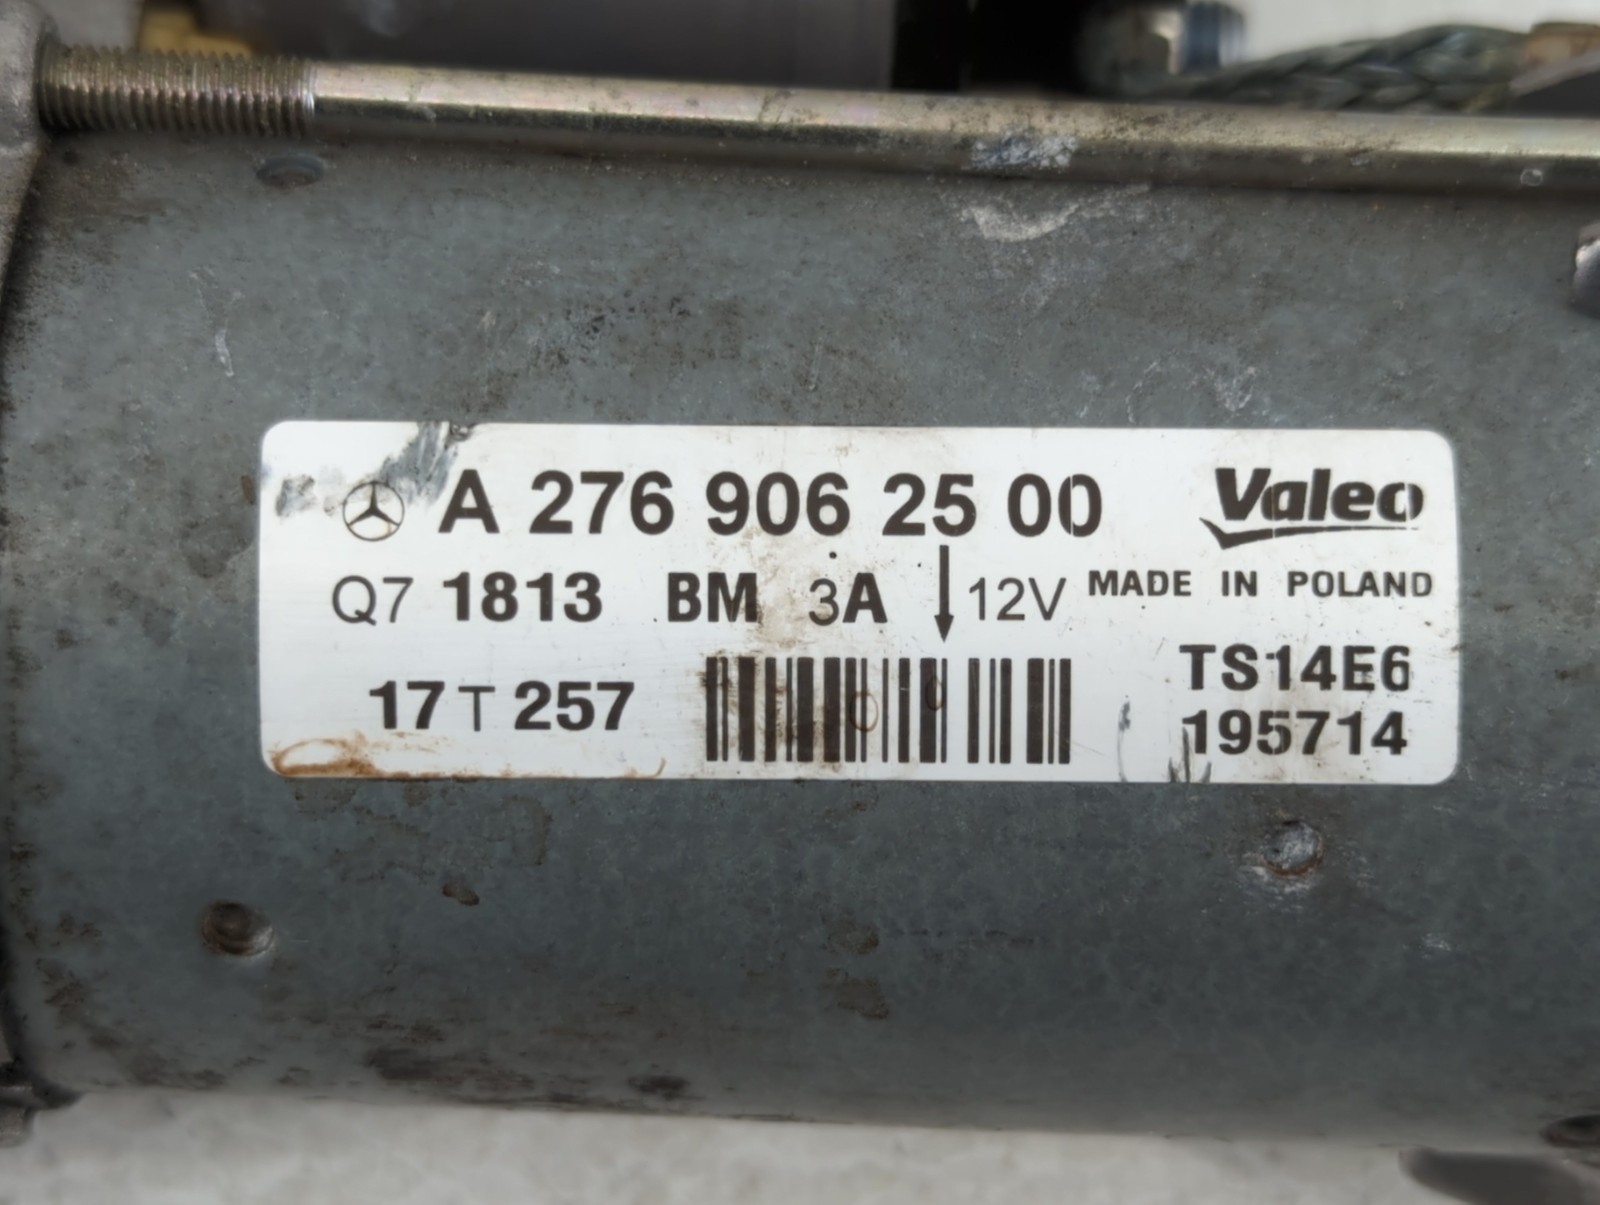 A 276 906 25 00 Valeo
Q7 1813 BM 3A 12V MADE IN POLAND
17 T 257 TS14E6
195714